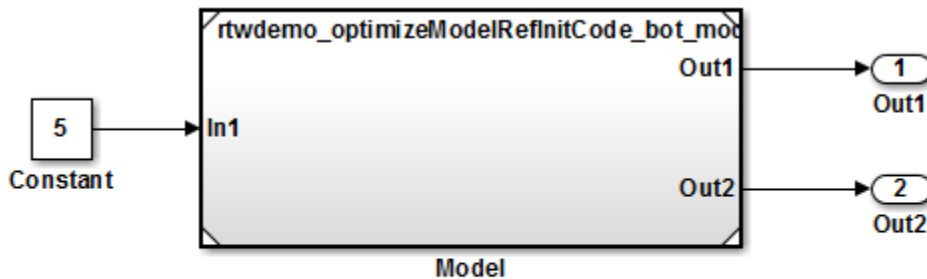 rtwdemo_optimizeModelRefInitCode_bot_mod
Out1
1
Out1
5
In1
Constant
Out2
2
Out2
Model